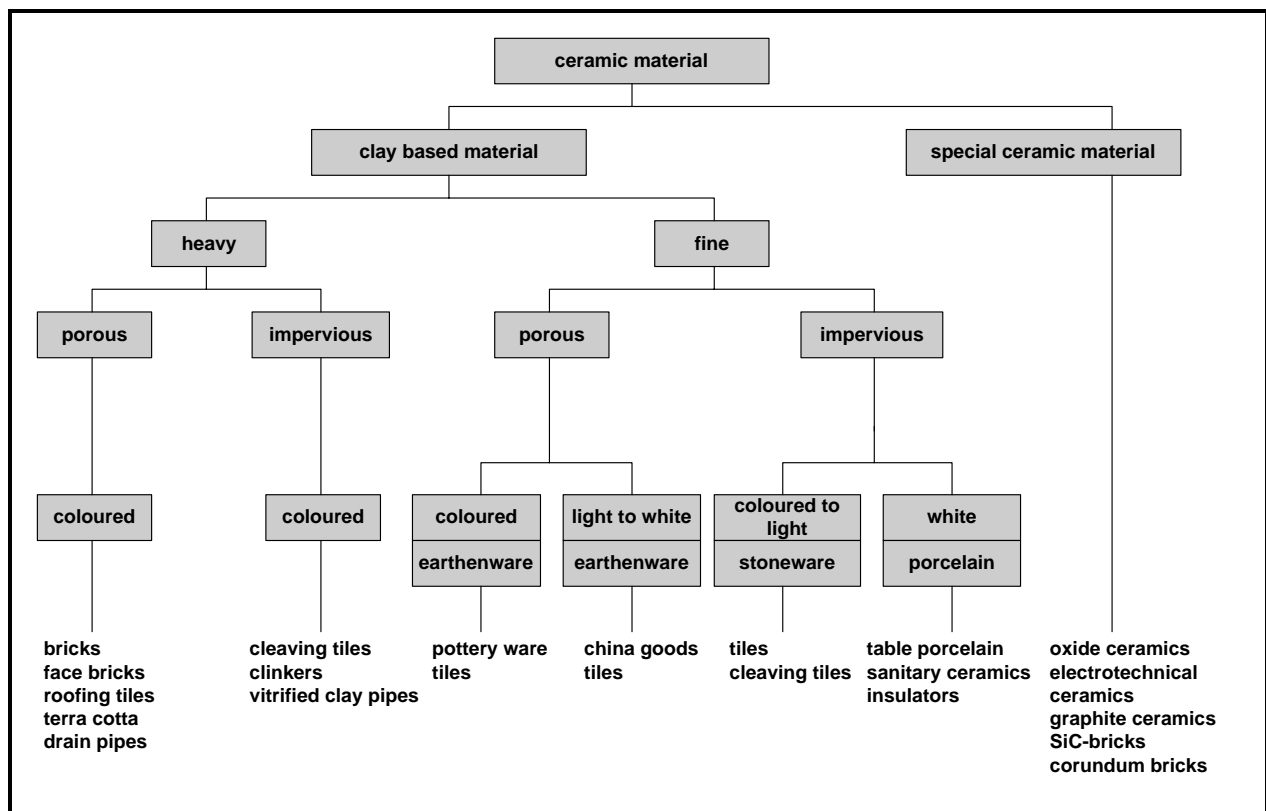 ceramic material
clay based material
special ceramic material
heavy
fine
porous
impervious
porous
impervious
coloured
coloured
coloured
earthenware
light to white
earthenware
coloured to
light
stoneware
white
porcelain
bricks
face bricks
roofing tiles
terra cotta
drain pipes
cleaving tiles
clinkers
vitrified clay pipes
pottery ware
tiles
china goods
tiles
tiles
cleaving tiles
table porcelain
sanitary ceramics
insulators
oxide ceramics
electrotechnical
ceramics
graphite ceramics
SiC-bricks
corundum bricks